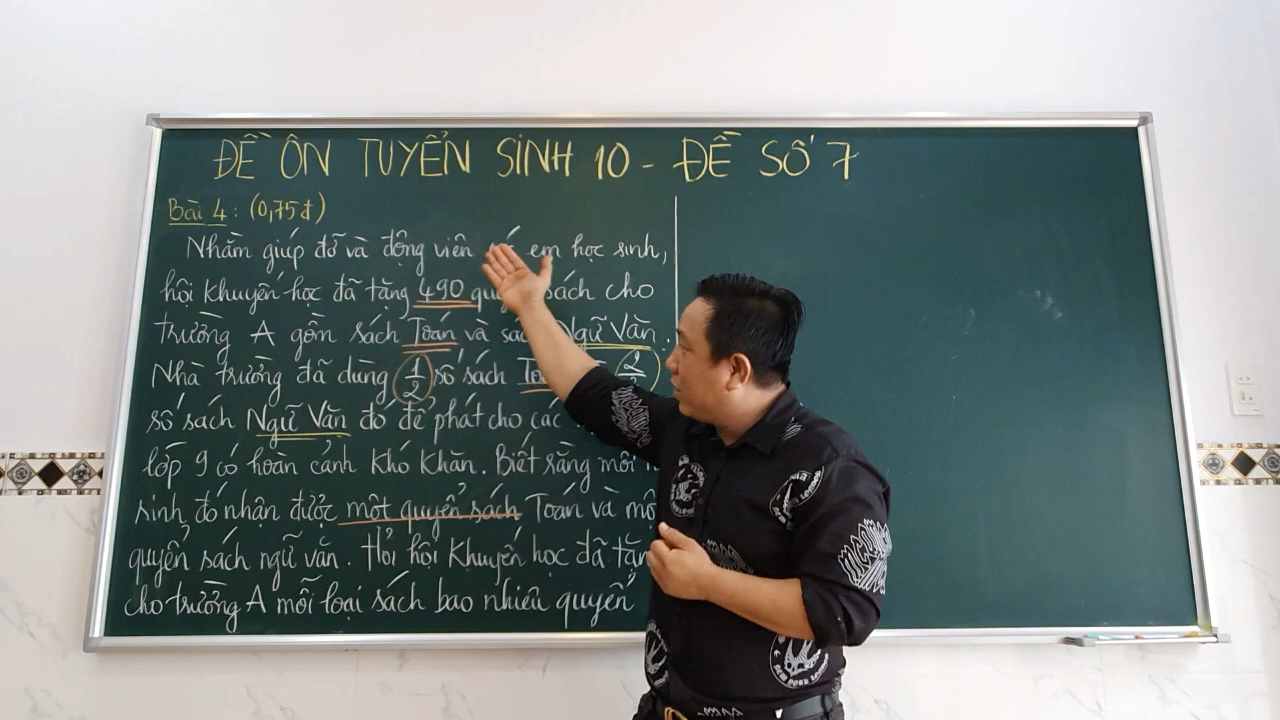 ĐỀ ÔN TUYỂN SINH 10 - ĐỀ SỐ 7
Bài 4: (0,75đ)
Nhằm giúp đỡ và động viên em học sinh,
hội khuyến học đã tặng 490 sách cho
trường A gồm sách Toán và Ngữ Văn.
Nhà trường đã dùng 1/2 số sách
số sách Ngữ Văn đó để phát cho các
lớp 9 có hoàn cảnh khó khăn. Biết rằng mỗi
sinh đó nhận được một quyển sách Toán và
quyển sách ngữ văn. Hỏi hội khuyến học đã
cho trường A mỗi loại sách bao nhiêu quyển